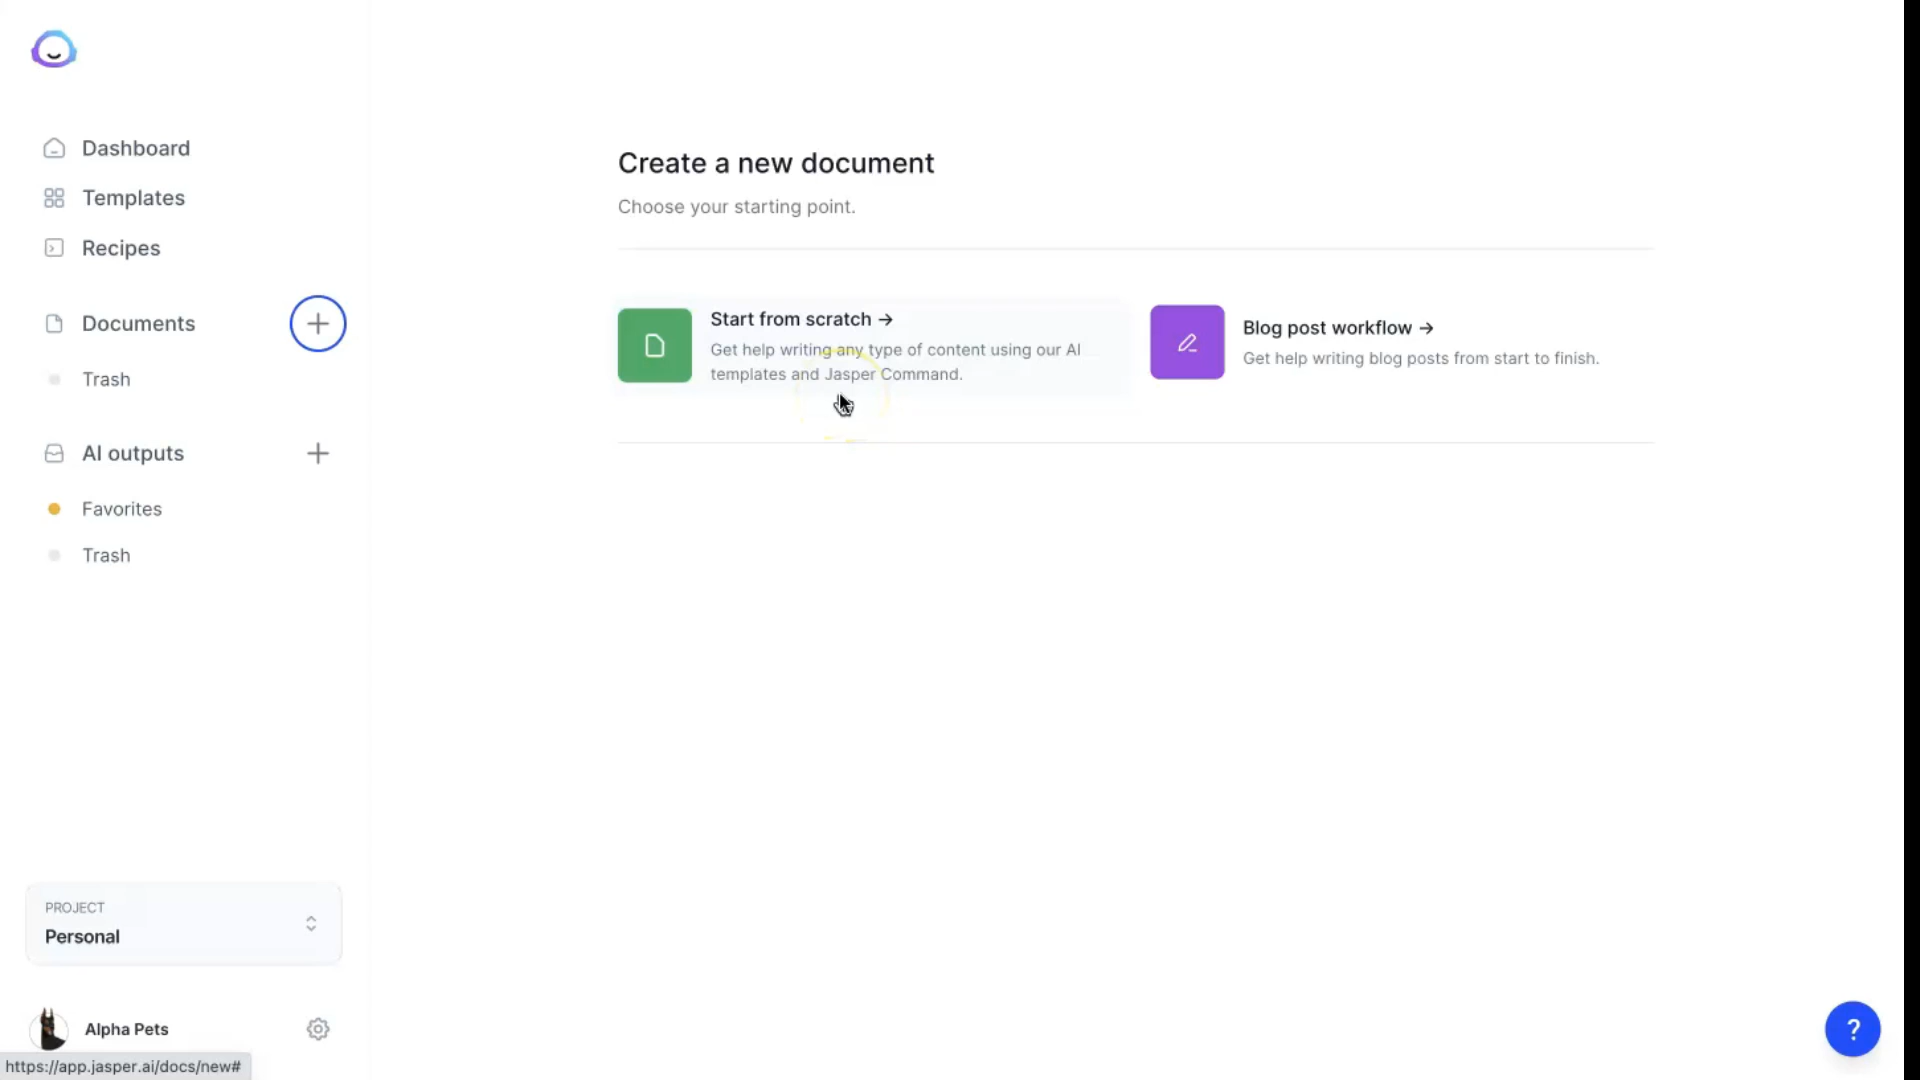 Dashboard
Templates
Recipes
Documents
Trash
AI outputs
Favorites
Trash
PROJECT
Personal
Alpha Pets
https://app.jasper.ai/docs/new#
Create a new document
Choose your starting point.
Start from scratch →
Get help writing any type of content using our AI
templates and Jasper Command.
Blog post workflow →
Get help writing blog posts from start to finish.
?